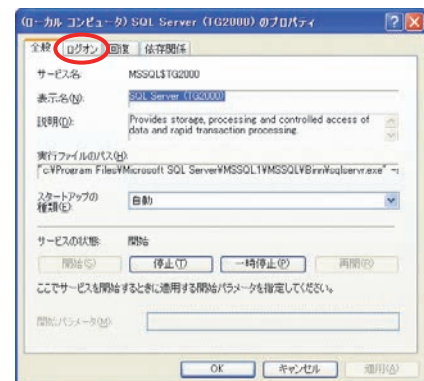 (ローカル コンピュータ) SQL Server (TG2000) のプロパティ
全般 ログオン 回復 依存関係
サービス名: MSSQL$TG2000
表示名(N): SQL Server (TG2000)
説明(D): Provides storage, processing and controlled access of
data and rapid transaction processing.
実行ファイルのパス(H):
"c:¥Program Files¥Microsoft SQL Server¥MSSQL.1¥MSSQL¥Binn¥sqlservr.exe"
スタートアップの
種類(E): 自動
サービスの状態: 開始
開始(S) 停止(T) 一時停止(P) 再開(R)
ここでサービスを開始するときに適用する開始パラメータを指定してください。
開始パラメータ(M):
OK キャンセル 適用(A)